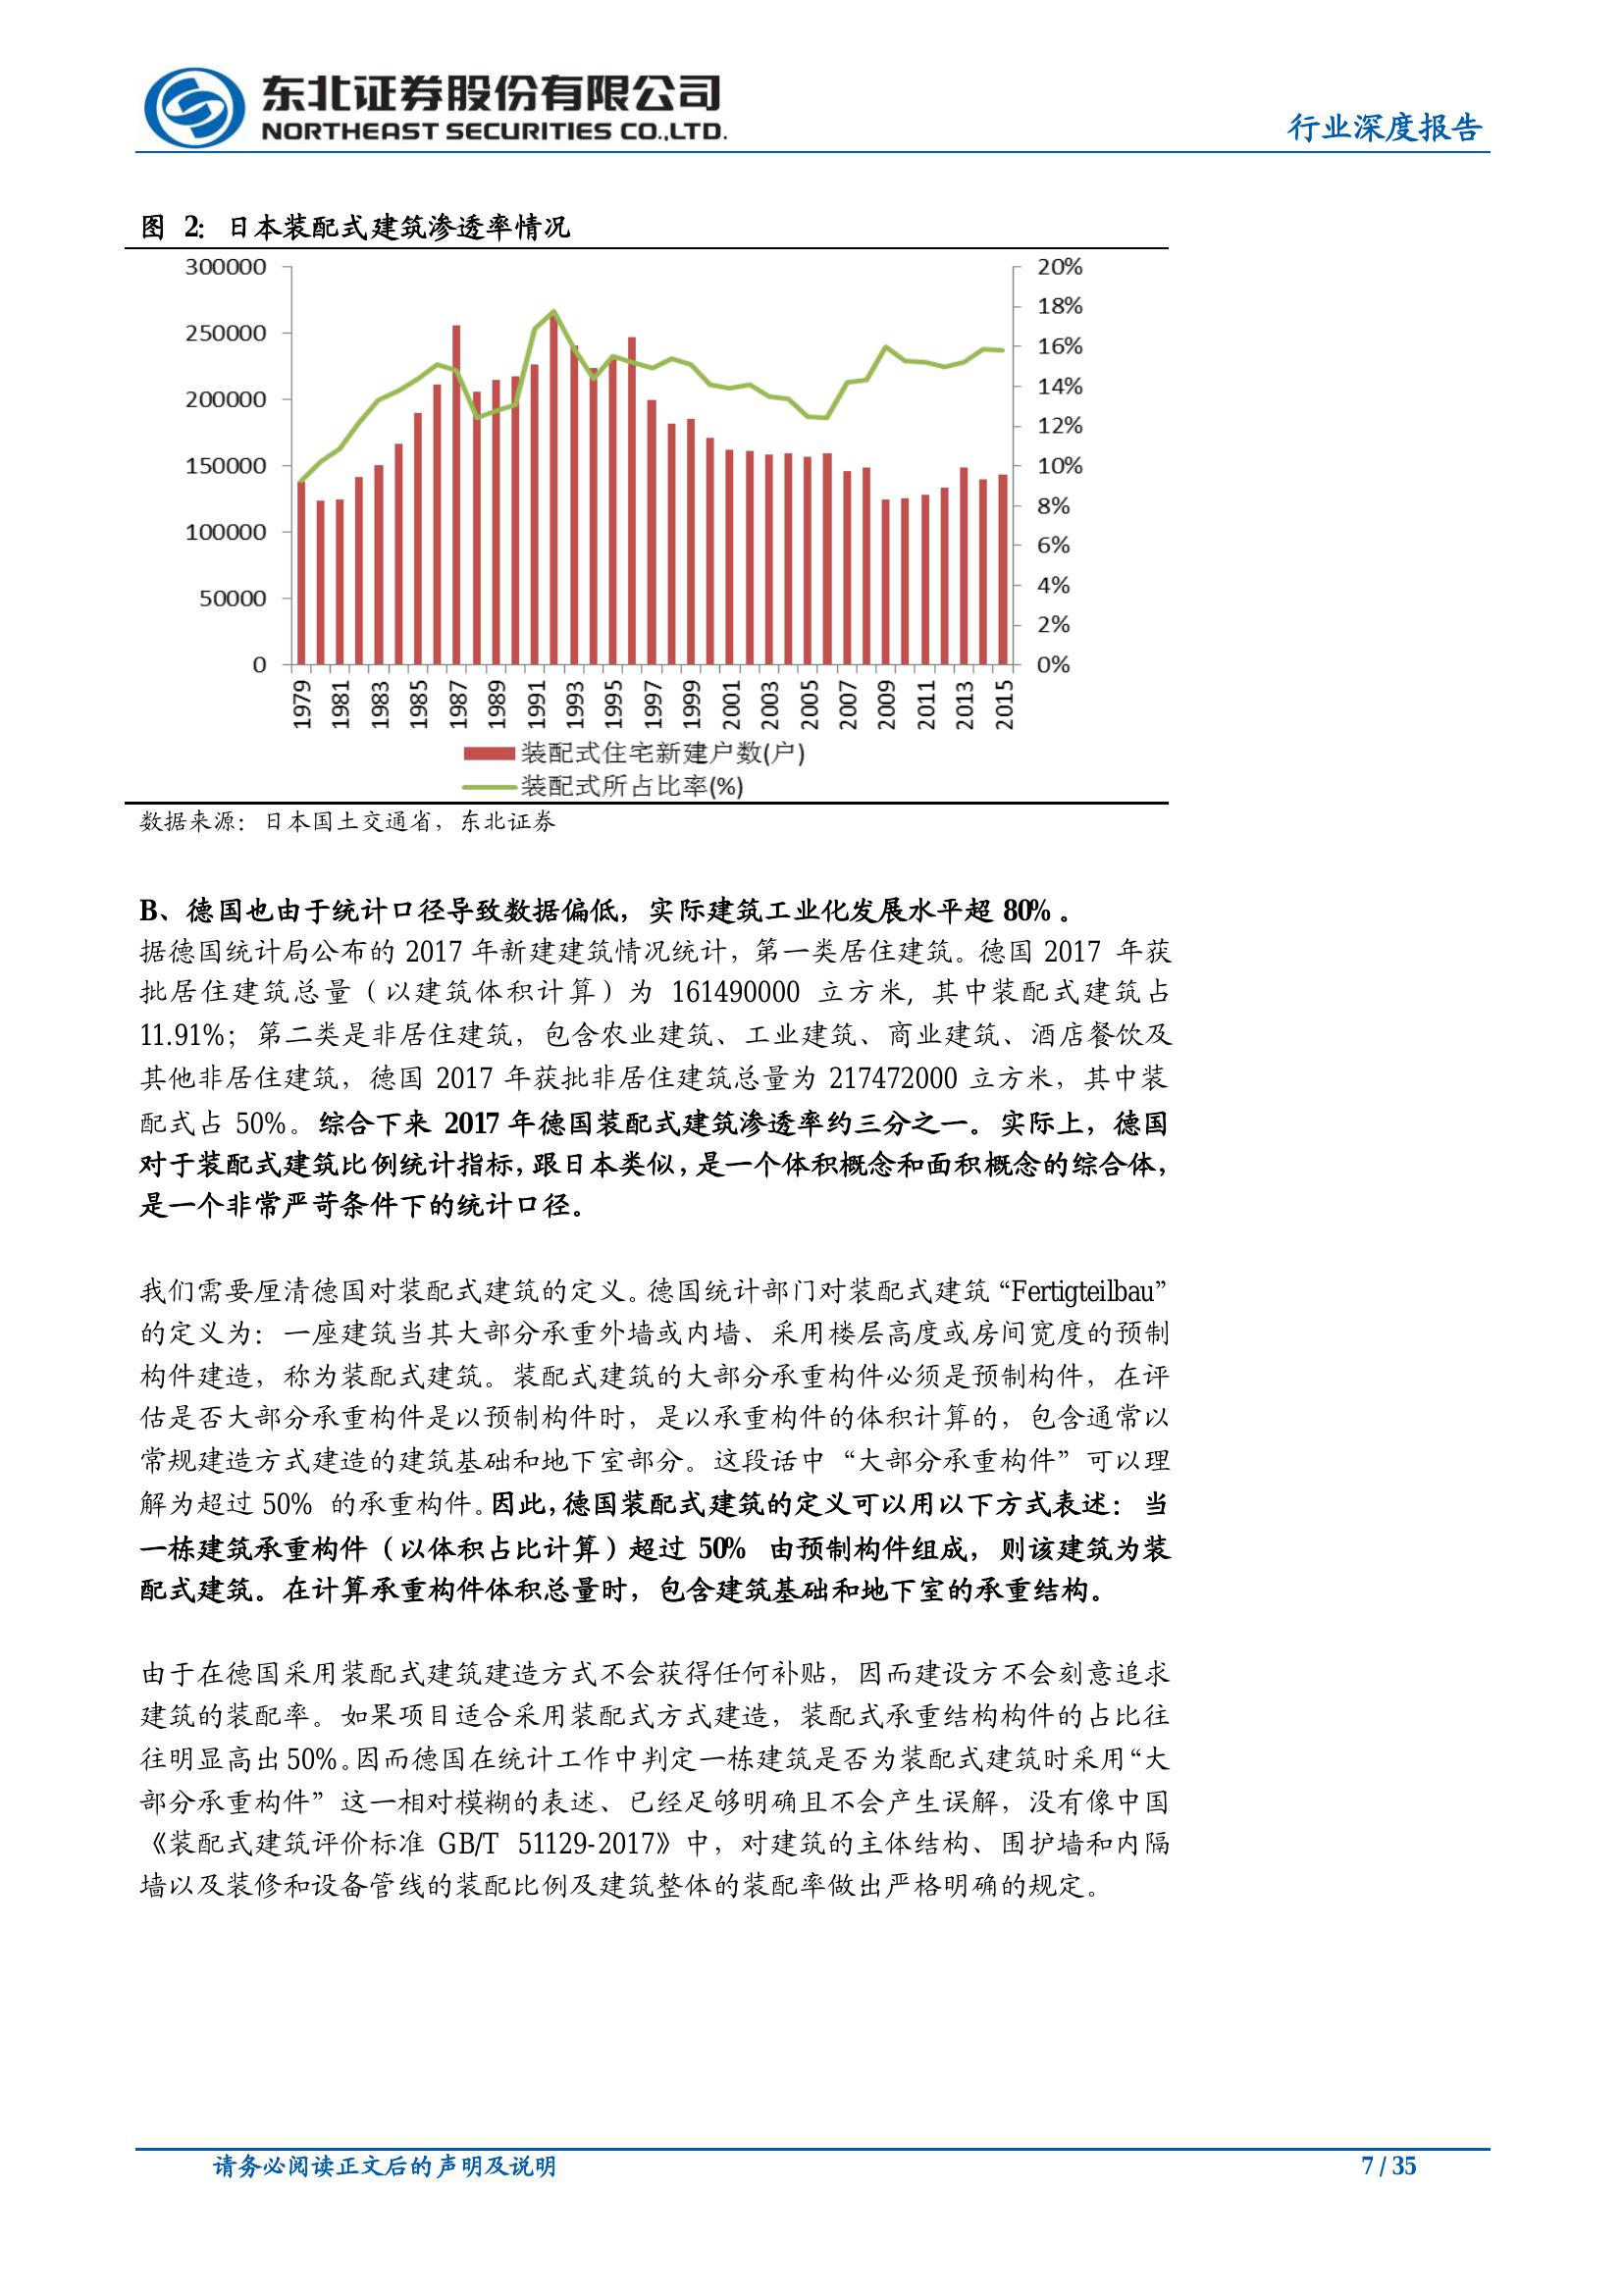 东北证券股份有限公司
NORTHEAST SECURITIES CO.,LTD.
行业深度报告
图 2：日本装配式建筑渗透率情况
300000
250000
200000
150000
100000
50000
0
20%
18%
16%
14%
12%
10%
8%
6%
4%
2%
0%
1979 1981 1983 1985 1987 1989 1991 1993 1995 1997 1999 2001 2003 2005 2007 2009 2011 2013 2015
装配式住宅新建户数(户)
装配式所占比率(%)
数据来源：日本国土交通省，东北证券
B、德国也由于统计口径导致数据偏低，实际建筑工业化发展水平超 80%。
据德国统计局公布的 2017 年新建建筑情况统计，第一类居住建筑。德国 2017 年获
批居住建筑总量（以建筑体积计算）为 161490000 立方米, 其中装配式建筑占
11.91%；第二类是非居住建筑，包含农业建筑、工业建筑、商业建筑、酒店餐饮及
其他非居住建筑，德国 2017 年获批非居住建筑总量为 217472000 立方米，其中装
配式占 50%。综合下来 2017 年德国装配式建筑渗透率约三分之一。实际上，德国
对于装配式建筑比例统计指标，跟日本类似，是一个体积概念和面积概念的综合体，
是一个非常严苛条件下的统计口径。
我们需要厘清德国对装配式建筑的定义。德国统计部门对装配式建筑 “Fertigteilbau”
的定义为：一座建筑当其大部分承重外墙或内墙、采用楼层高度或房间宽度的预制
构件建造，称为装配式建筑。装配式建筑的大部分承重构件必须是预制构件，在评
估是否大部分承重构件是以预制构件时，是以承重构件的体积计算的，包含通常以
常规建造方式建造的建筑基础和地下室部分。这段话中“大部分承重构件”可以理
解为超过 50% 的承重构件。因此，德国装配式建筑的定义可以用以下方式表述：当
一栋建筑承重构件（以体积占比计算）超过 50% 由预制构件组成，则该建筑为装
配式建筑。在计算承重构件体积总量时，包含建筑基础和地下室的承重结构。
由于在德国采用装配式建筑建造方式不会获得任何补贴，因而建设方不会刻意追求
建筑的装配率。如果项目适合采用装配式方式建造，装配式承重结构构件的占比往
往明显高出 50%。因而德国在统计工作中判定一栋建筑是否为装配式建筑时采用“大
部分承重构件”这一相对模糊的表述、已经足够明确且不会产生误解，没有像中国
《装配式建筑评价标准 GB/T 51129-2017》中，对建筑的主体结构、围护墙和内隔
墙以及装修和设备管线的装配比例及建筑整体的装配率做出严格明确的规定。
请务必阅读正文后的声明及说明
7 / 35